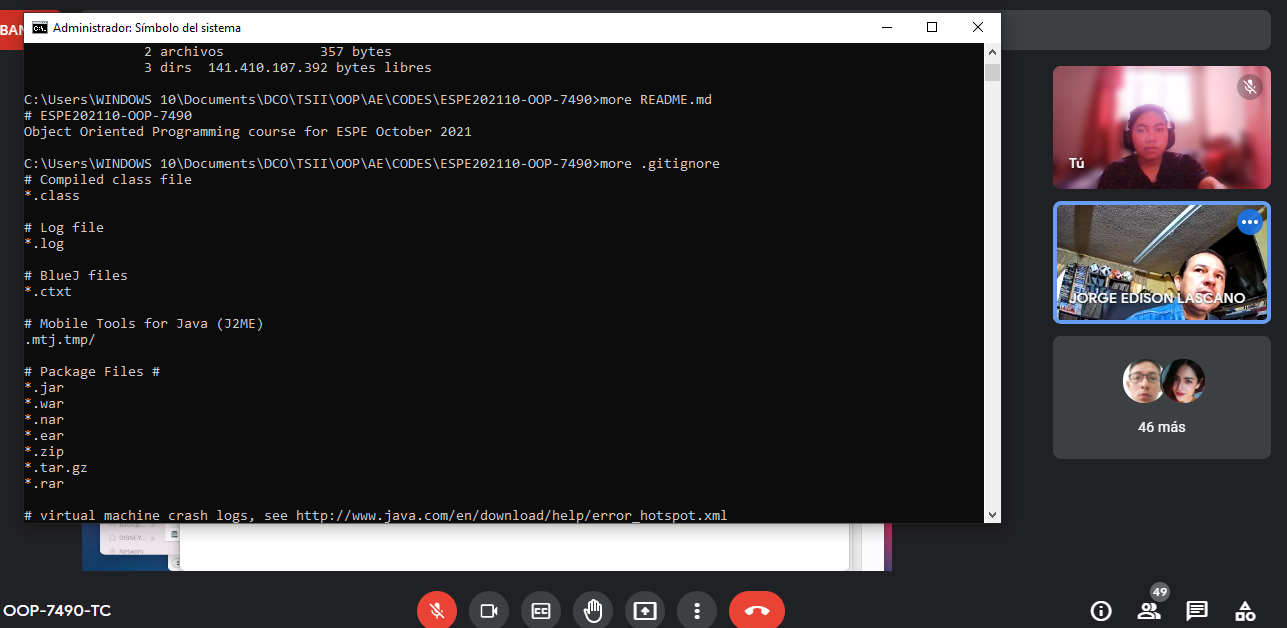 BAN
Administrador: Símbolo del sistema
2 archivos 357 bytes
3 dirs 141.410.107.392 bytes libres
C:\Users\WINDOWS 10\Documents\DCO\TSII\OOP\AE\CODES\ESPE202110-OOP-7490>more README.md
# ESPE202110-OOP-7490
Object Oriented Programming course for ESPE October 2021
C:\Users\WINDOWS 10\Documents\DCO\TSII\OOP\AE\CODES\ESPE202110-OOP-7490>more .gitignore
# Compiled class file
*.class
# Log file
*.log
# BlueJ files
*.ctxt
# Mobile Tools for Java (J2ME)
.mtj.tmp/
# Package Files #
*.jar
*.war
*.nar
*.ear
*.zip
*.tar.gz
*.rar
# virtual machine crash logs, see http://www.java.com/en/download/help/error_hotspot.xml
Tú
JORGE EDISON LASCANO
46 más
DISNEY...
Network
OOP-7490-TC
CC
49